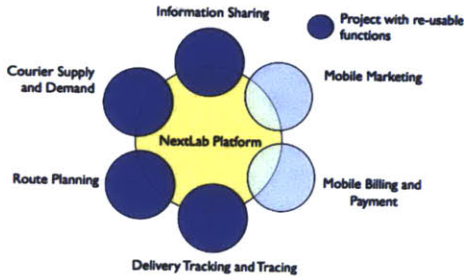 Information Sharing
Project with re-usable
functions
Courier Supply
and Demand
Mobile Marketing
NextLab Platform
Route Planning
Mobile Billing and
Payment
Delivery Tracking and Tracing